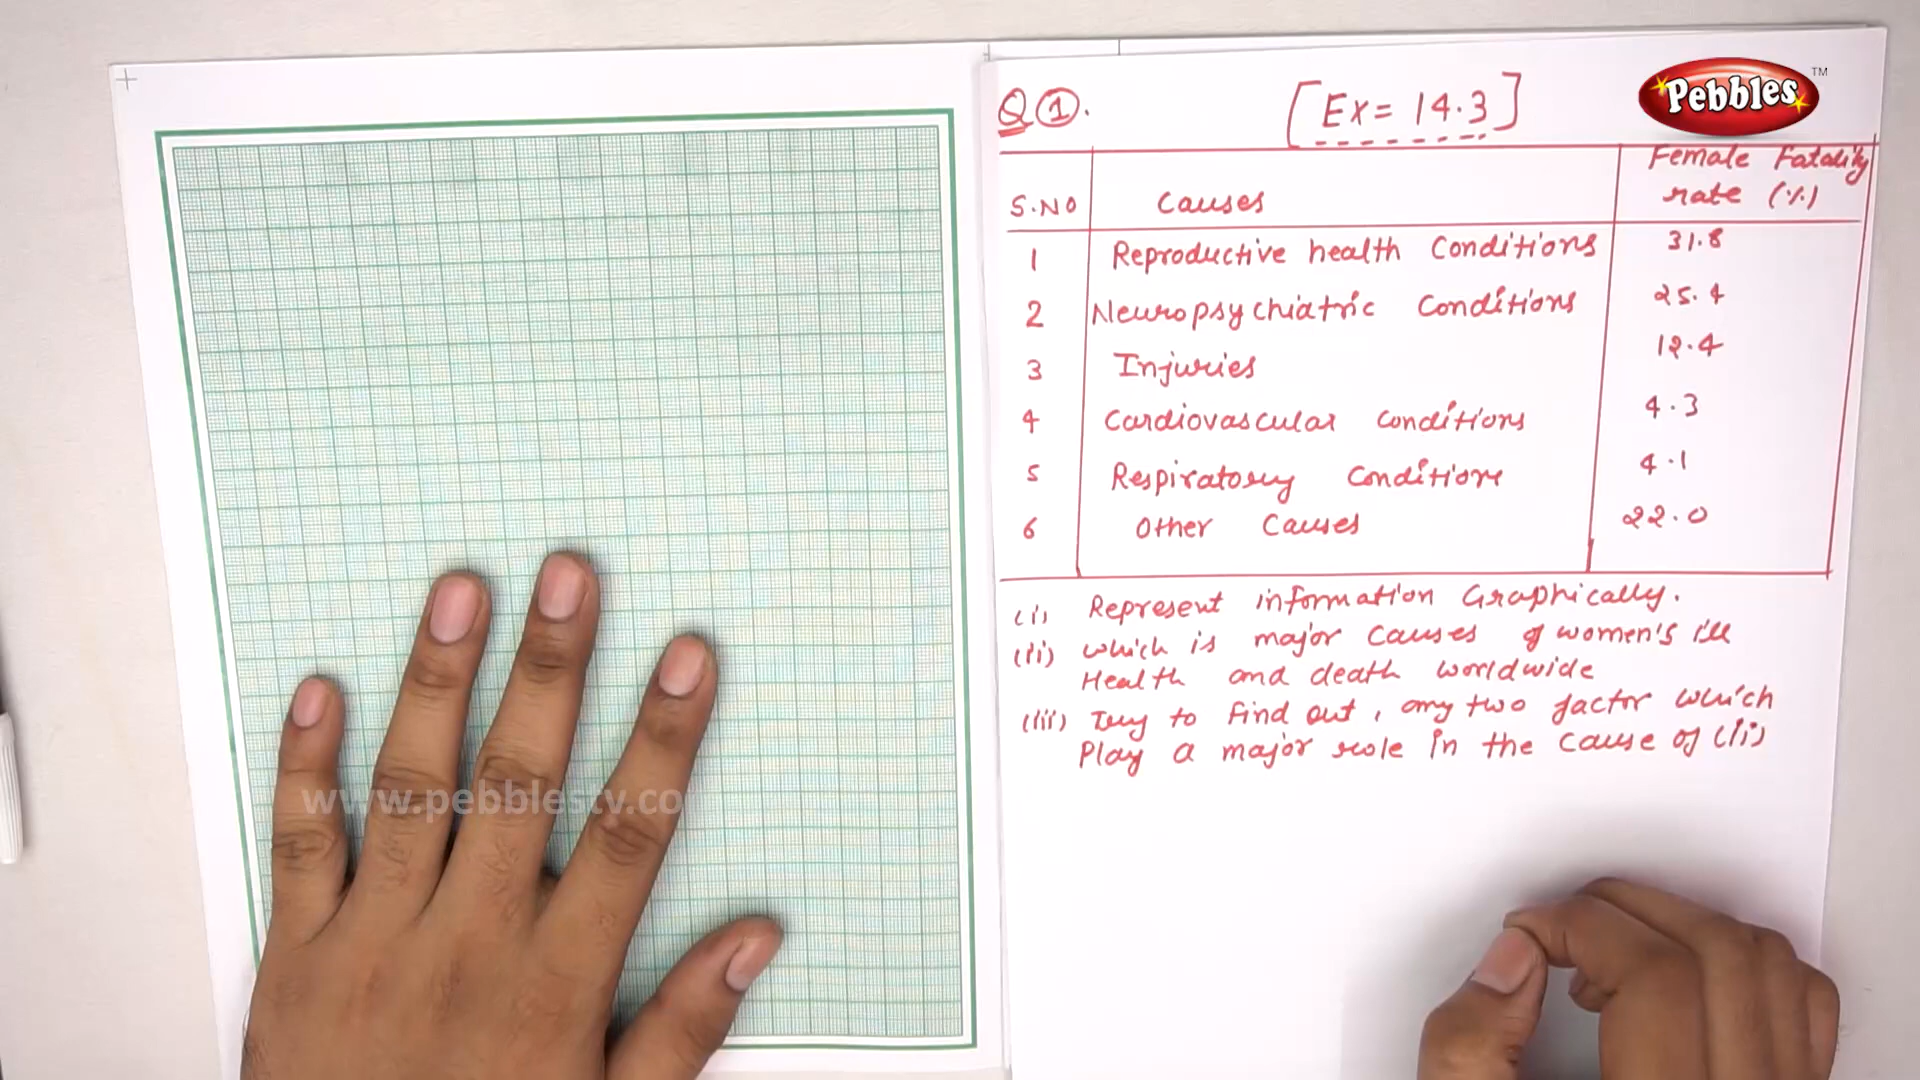 Q 1.
[Ex = 14.3]
Pebbles TM
S.NO Causes Female Fatality rate (%)
1 Reproductive health Conditions 31.8
2 Neuropsychiatric Conditions 25.4
3 Injuries 12.4
4 Cardiovascular conditions 4.3
5 Respiratory Conditions 4.1
6 Other Causes 22.0
(i) Represent information Graphically.
(ii) which is major causes of women's ill
Health and death worldwide
(iii) Try to find out, any two factor which
Play a major role in the cause of (ii)
www.pebblestv.co